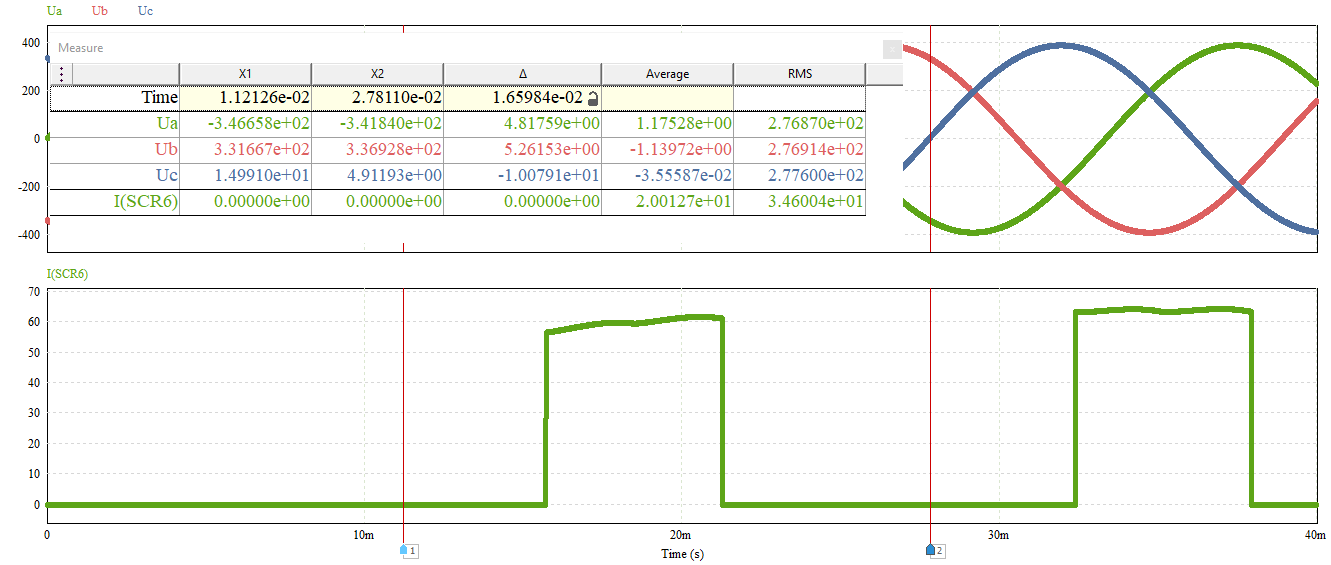 Ua Ub Uc
400
200
0
-200
-400
Measure
X1 X2 Δ Average RMS
Time 1.12126e-02 2.78110e-02 1.65984e-02
Ua -3.46658e+02 -3.41840e+02 4.81759e+00 1.17528e+00 2.76870e+02
Ub 3.31667e+02 3.36928e+02 5.26153e+00 -1.13972e+00 2.76914e+02
Uc 1.49910e+01 4.91193e+00 -1.00791e+01 -3.55587e-02 2.77600e+02
I(SCR6) 0.00000e+00 0.00000e+00 0.00000e+00 2.00127e+01 3.46004e+01
I(SCR6)
70
60
50
40
30
20
10
0
0 10m 20m 30m 40m
1 2
Time (s)